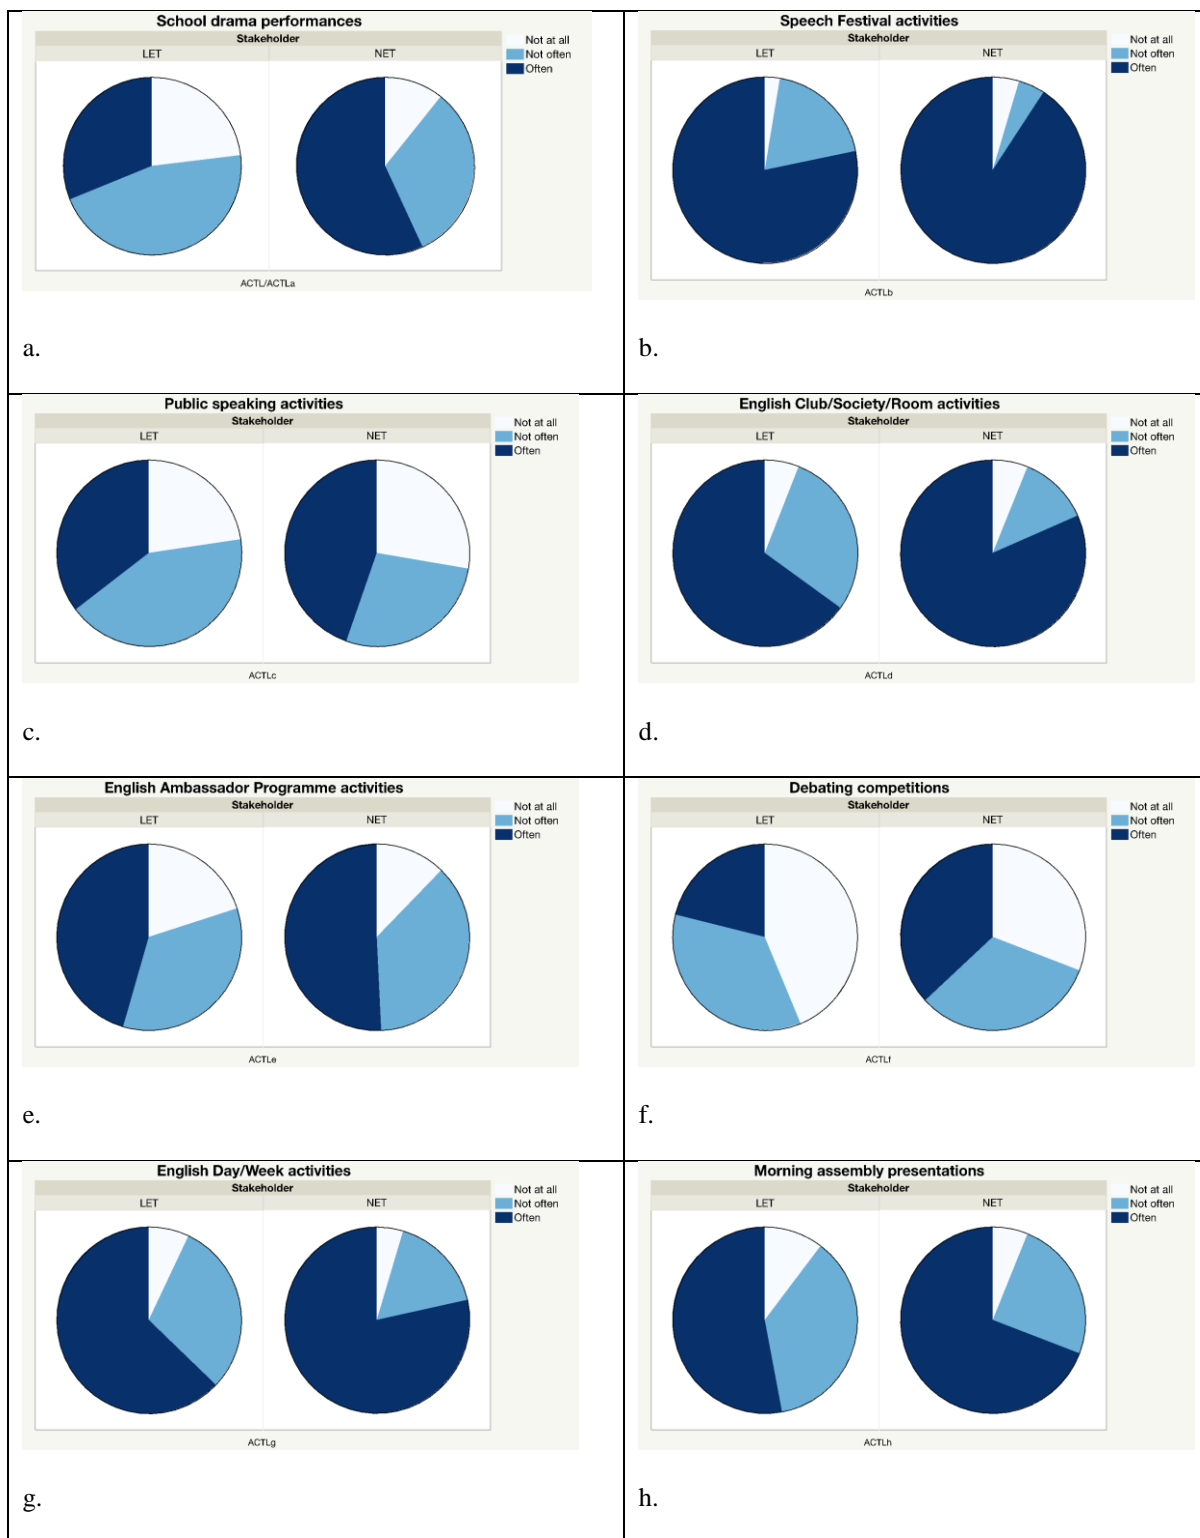 School drama performances
Stakeholder
LET NET
Not at all
Not often
Often
ACTL/ACTLa
a.
Speech Festival activities
Stakeholder
LET NET
Not at all
Not often
Often
ACTLb
b.
Public speaking activities
Stakeholder
LET NET
Not at all
Not often
Often
ACTLc
c.
English Club/Society/Room activities
Stakeholder
LET NET
Not at all
Not often
Often
ACTLd
d.
English Ambassador Programme activities
Stakeholder
LET NET
Not at all
Not often
Often
ACTLe
e.
Debating competitions
Stakeholder
LET NET
Not at all
Not often
Often
ACTLf
f.
English Day/Week activities
Stakeholder
LET NET
Not at all
Not often
Often
ACTLg
g.
Morning assembly presentations
Stakeholder
LET NET
Not at all
Not often
Often
ACTLh
h.